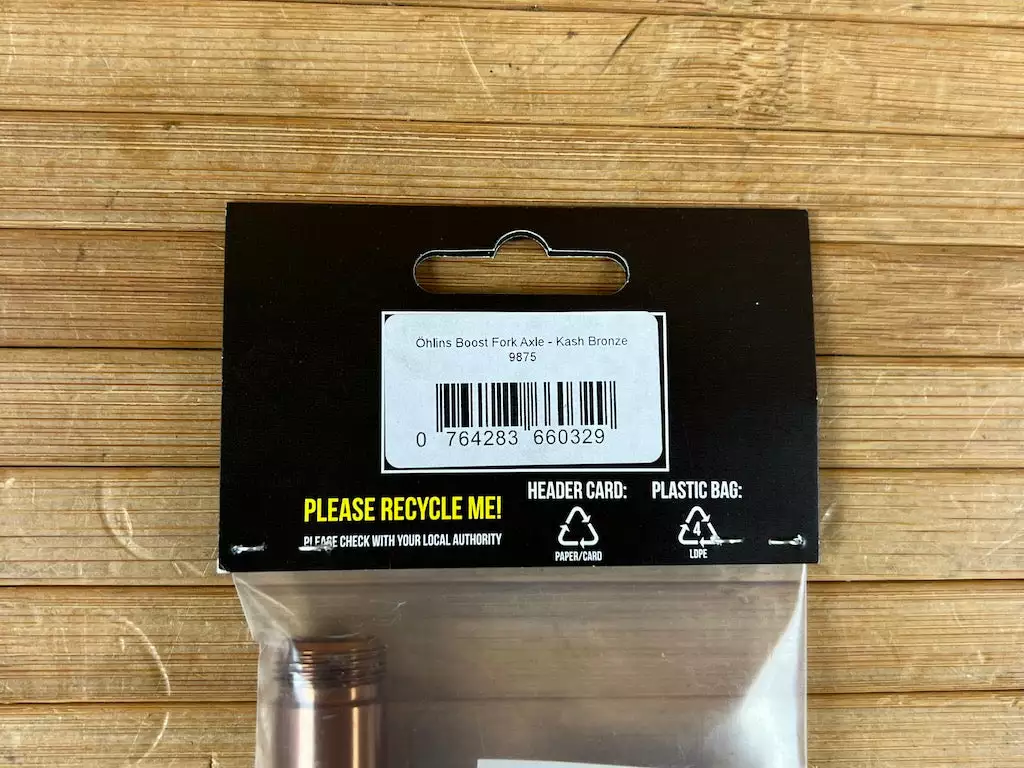 Öhlins Boost Fork Axle - Kash Bronze
9875
0 764283 660329
PLEASE RECYCLE ME!
PLEASE CHECK WITH YOUR LOCAL AUTHORITY
HEADER CARD:
PAPER/CARD
PLASTIC BAG:
4
LDPE